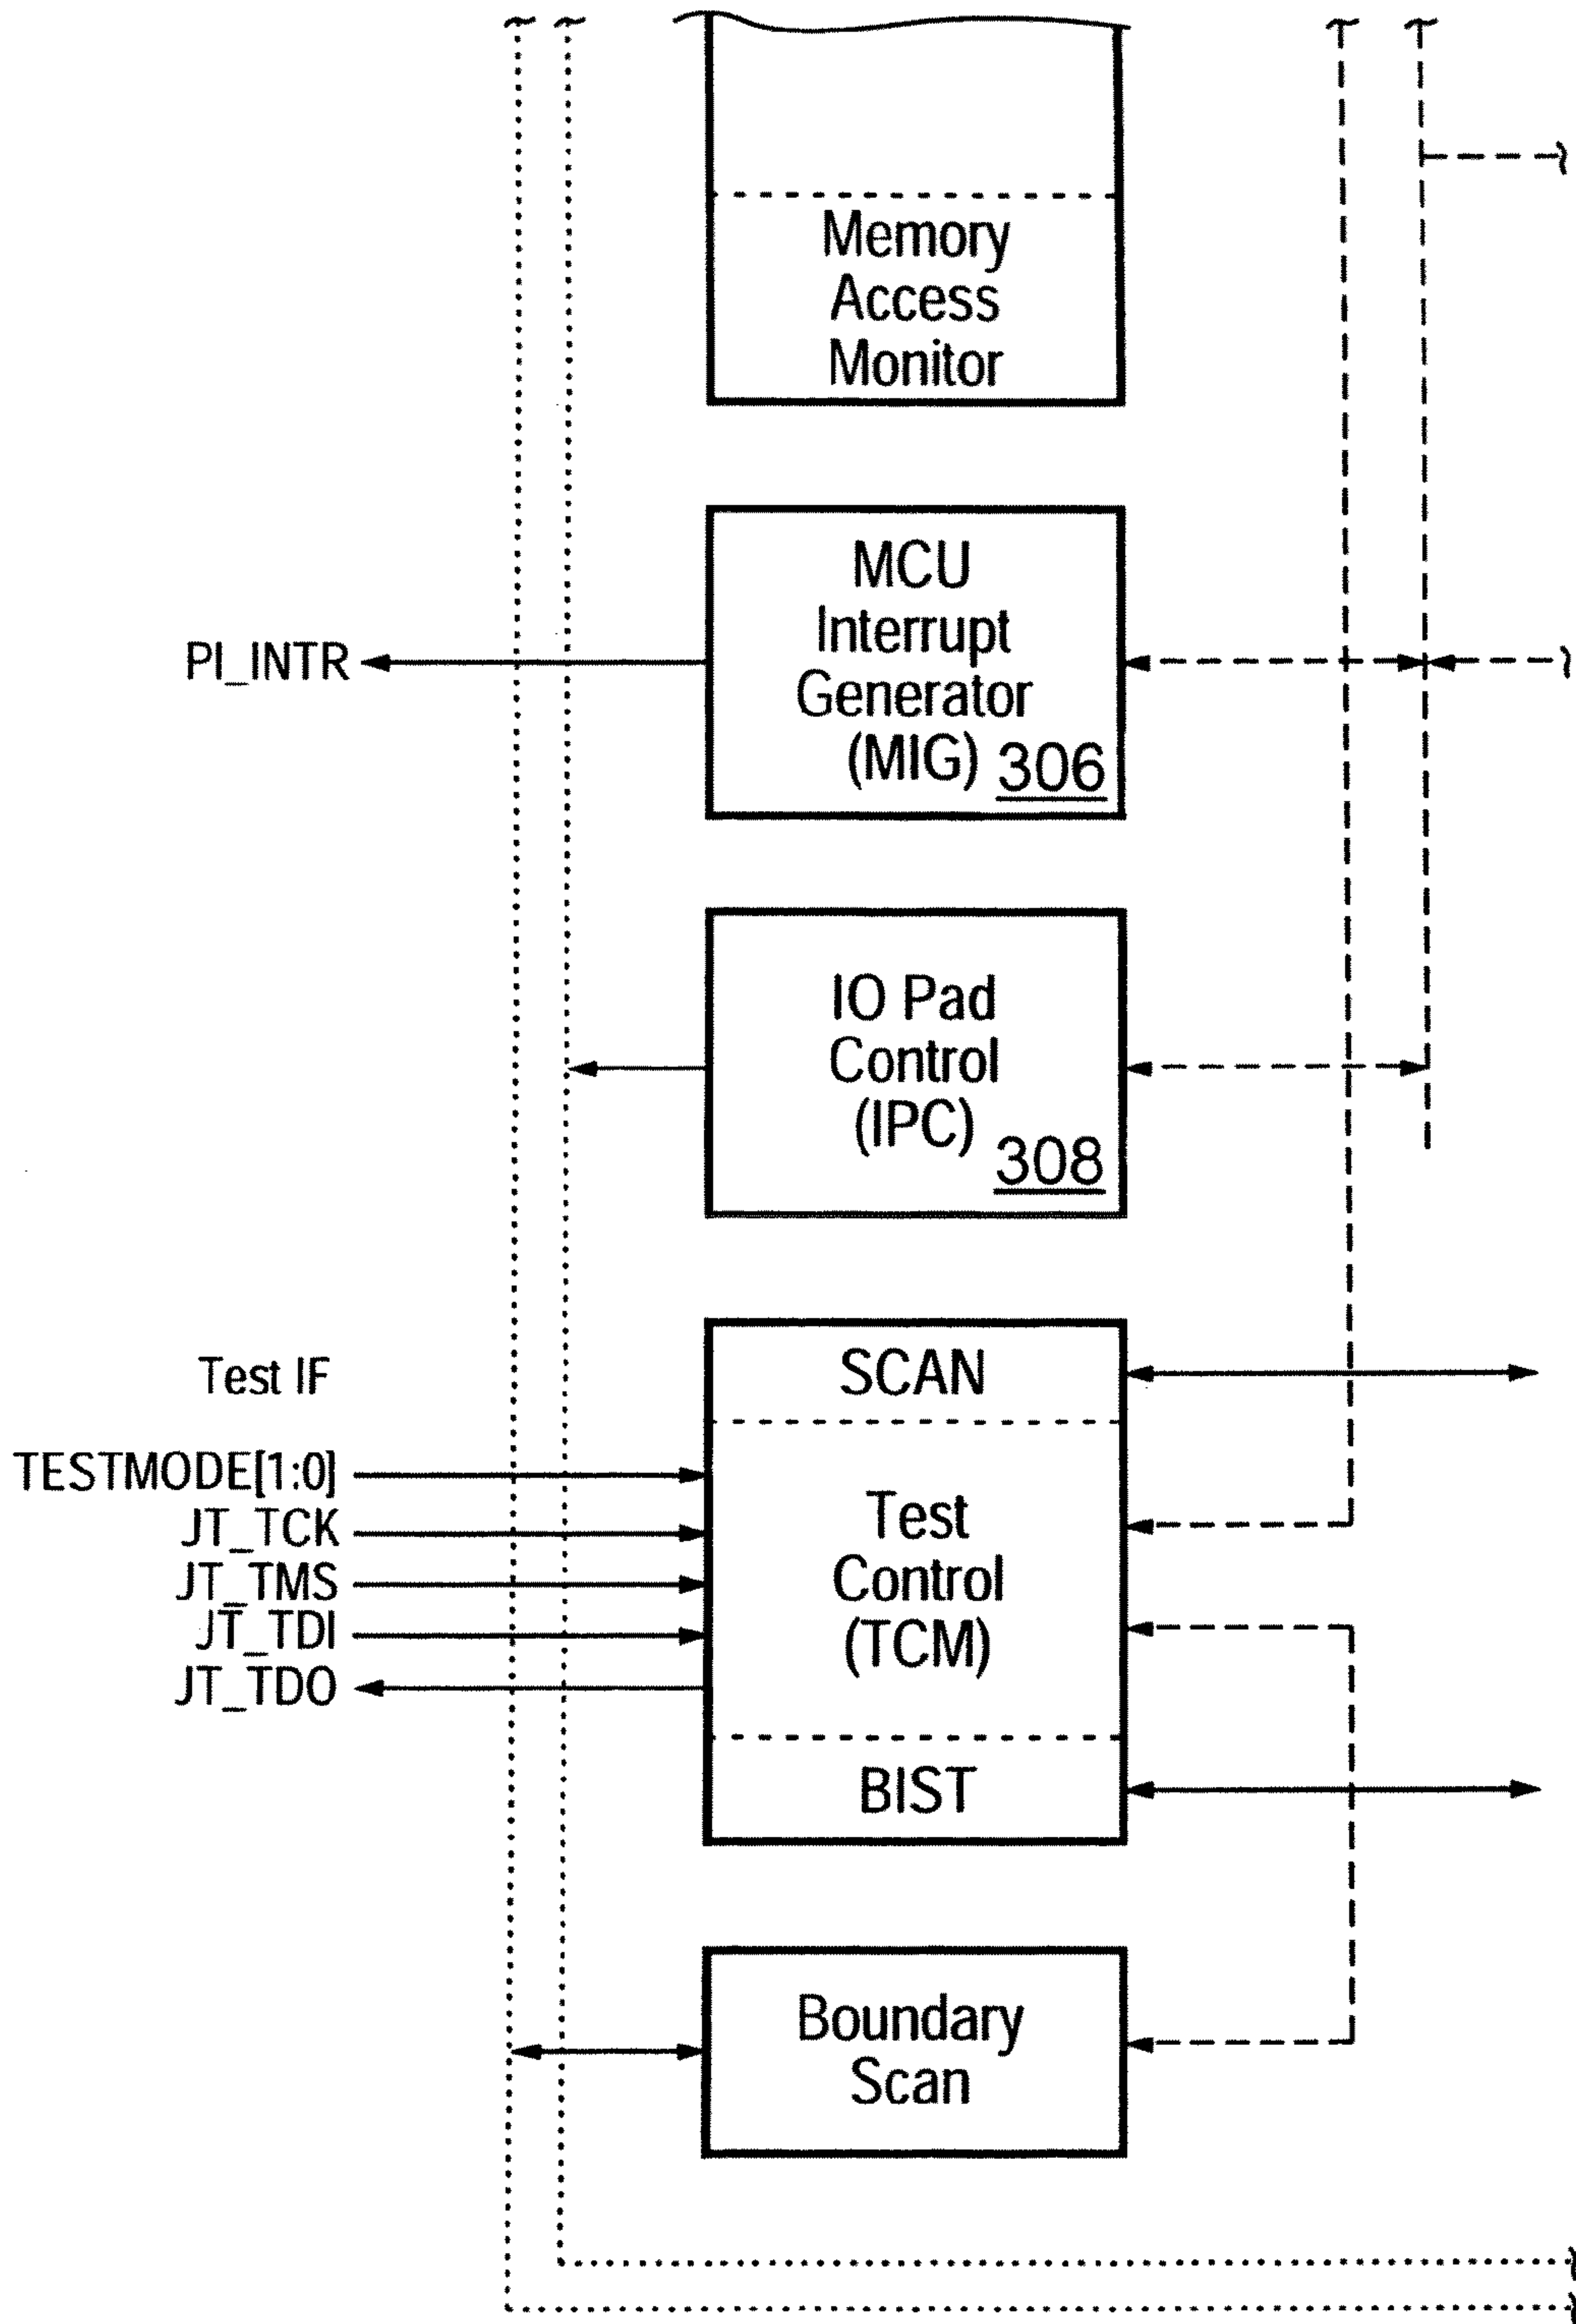 Memory
Access
Monitor
MCU
Interrupt
Generator
(MIG) 306
PI_INTR
IO Pad
Control
(IPC)
308
Test IF
TESTMODE[1:0]
JT_TCK
JT_TMS
JT_TDI
JT_TDO
SCAN
Test
Control
(TCM)
BIST
Boundary
Scan